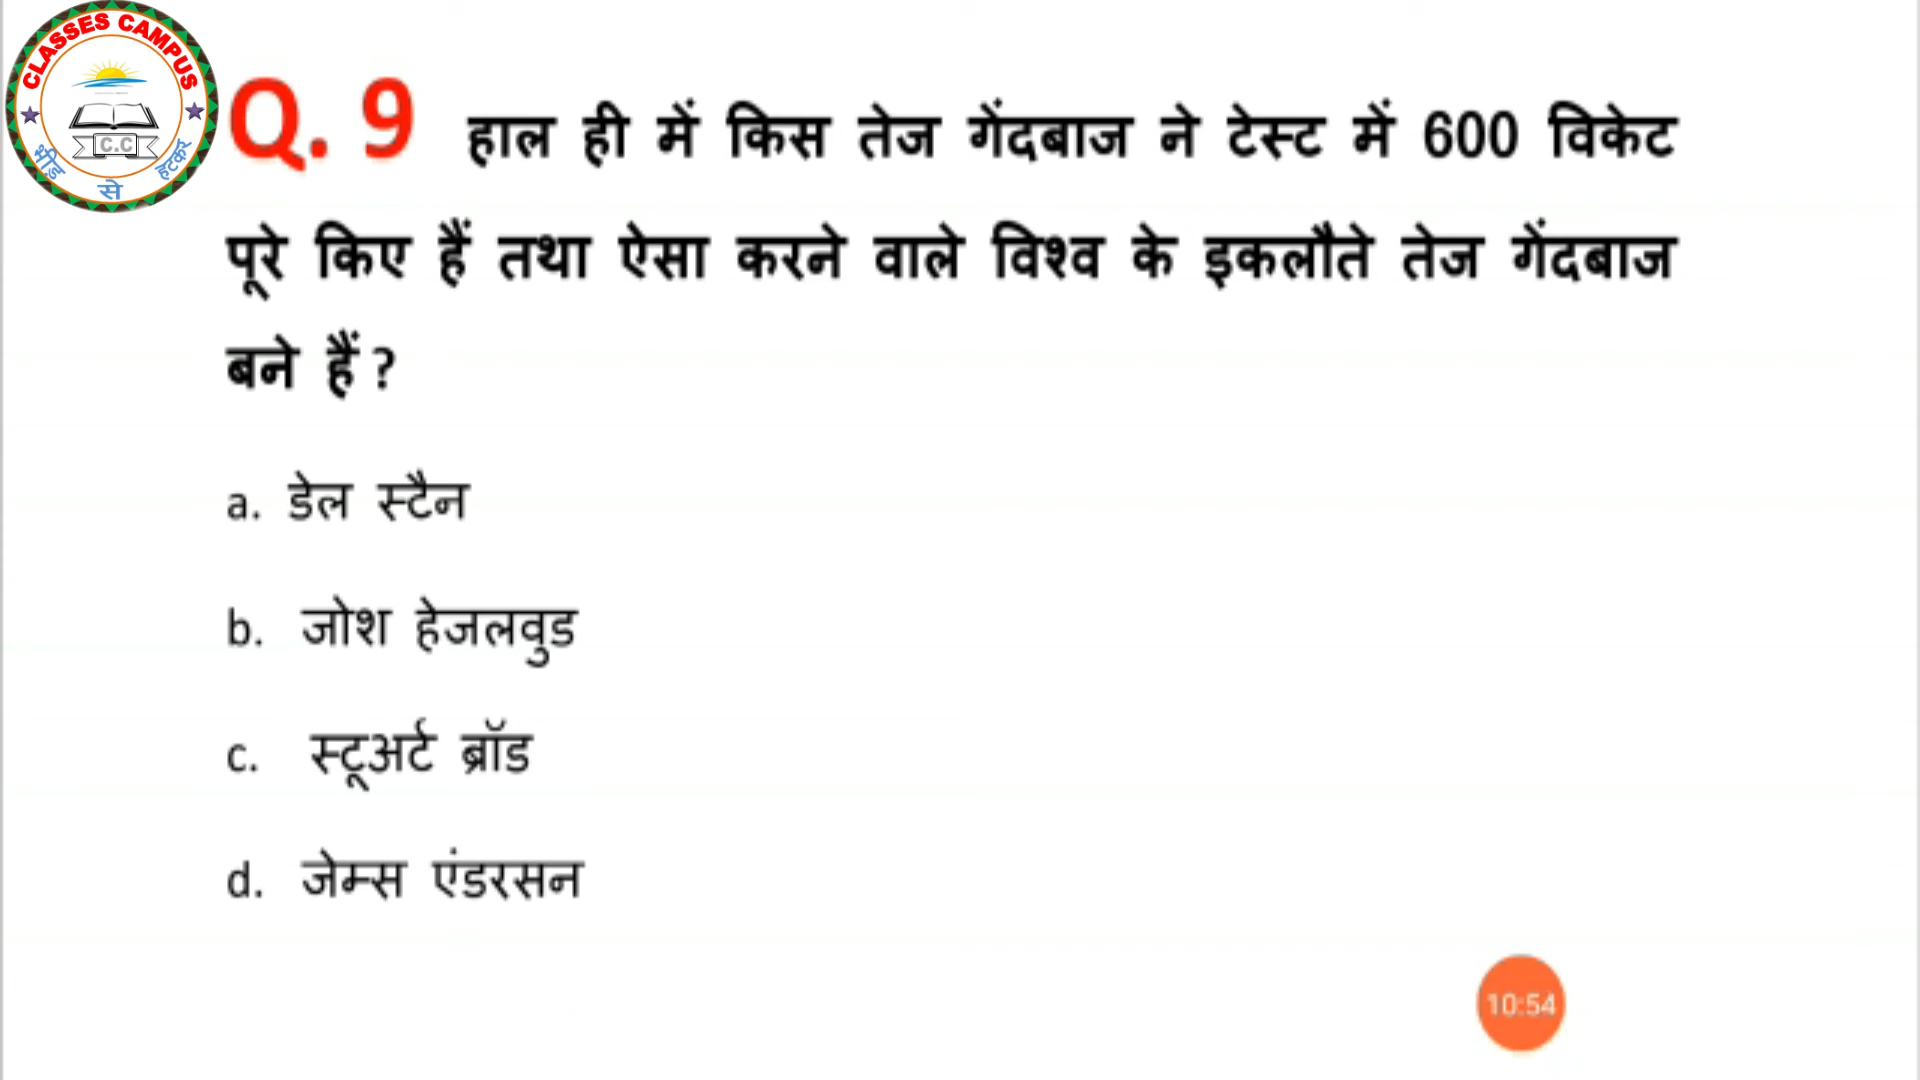 CLASSES CAMPUS
C.C
भीड़ से हटकर
Q. 9 हाल ही में किस तेज गेंदबाज ने टेस्ट में 600 विकेट
पूरे किए हैं तथा ऐसा करने वाले विश्व के इकलौते तेज गेंदबाज
बने हैं ?
a. डेल स्टैन
b. जोश हेजलवुड
c. स्टूअर्ट ब्रॉड
d. जेम्स एंडरसन
10:54